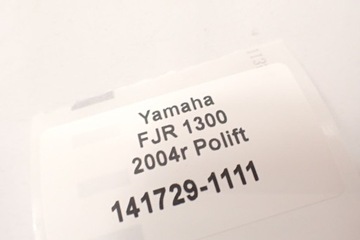 Yamaha
FJR 1300
2004r Polift
141729-1111